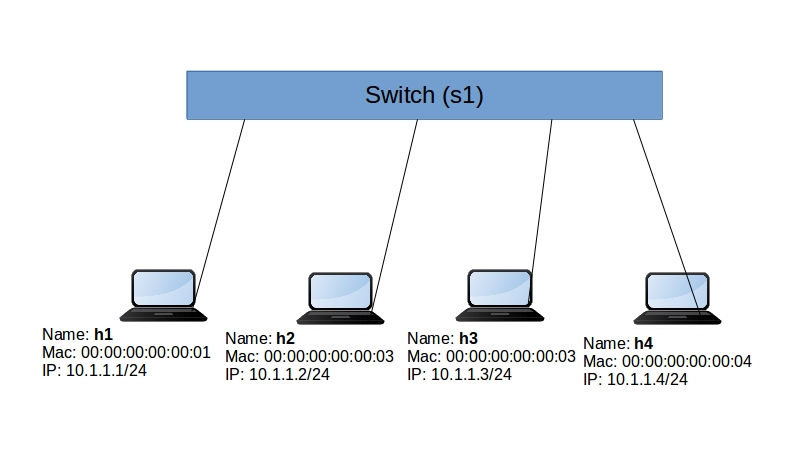 Switch (s1)
Name: h1
Mac: 00:00:00:00:00:01
IP: 10.1.1.1/24
Name: h2
Mac: 00:00:00:00:00:03
IP: 10.1.1.2/24
Name: h3
Mac: 00:00:00:00:00:03
IP: 10.1.1.3/24
Name: h4
Mac: 00:00:00:00:00:04
IP: 10.1.1.4/24